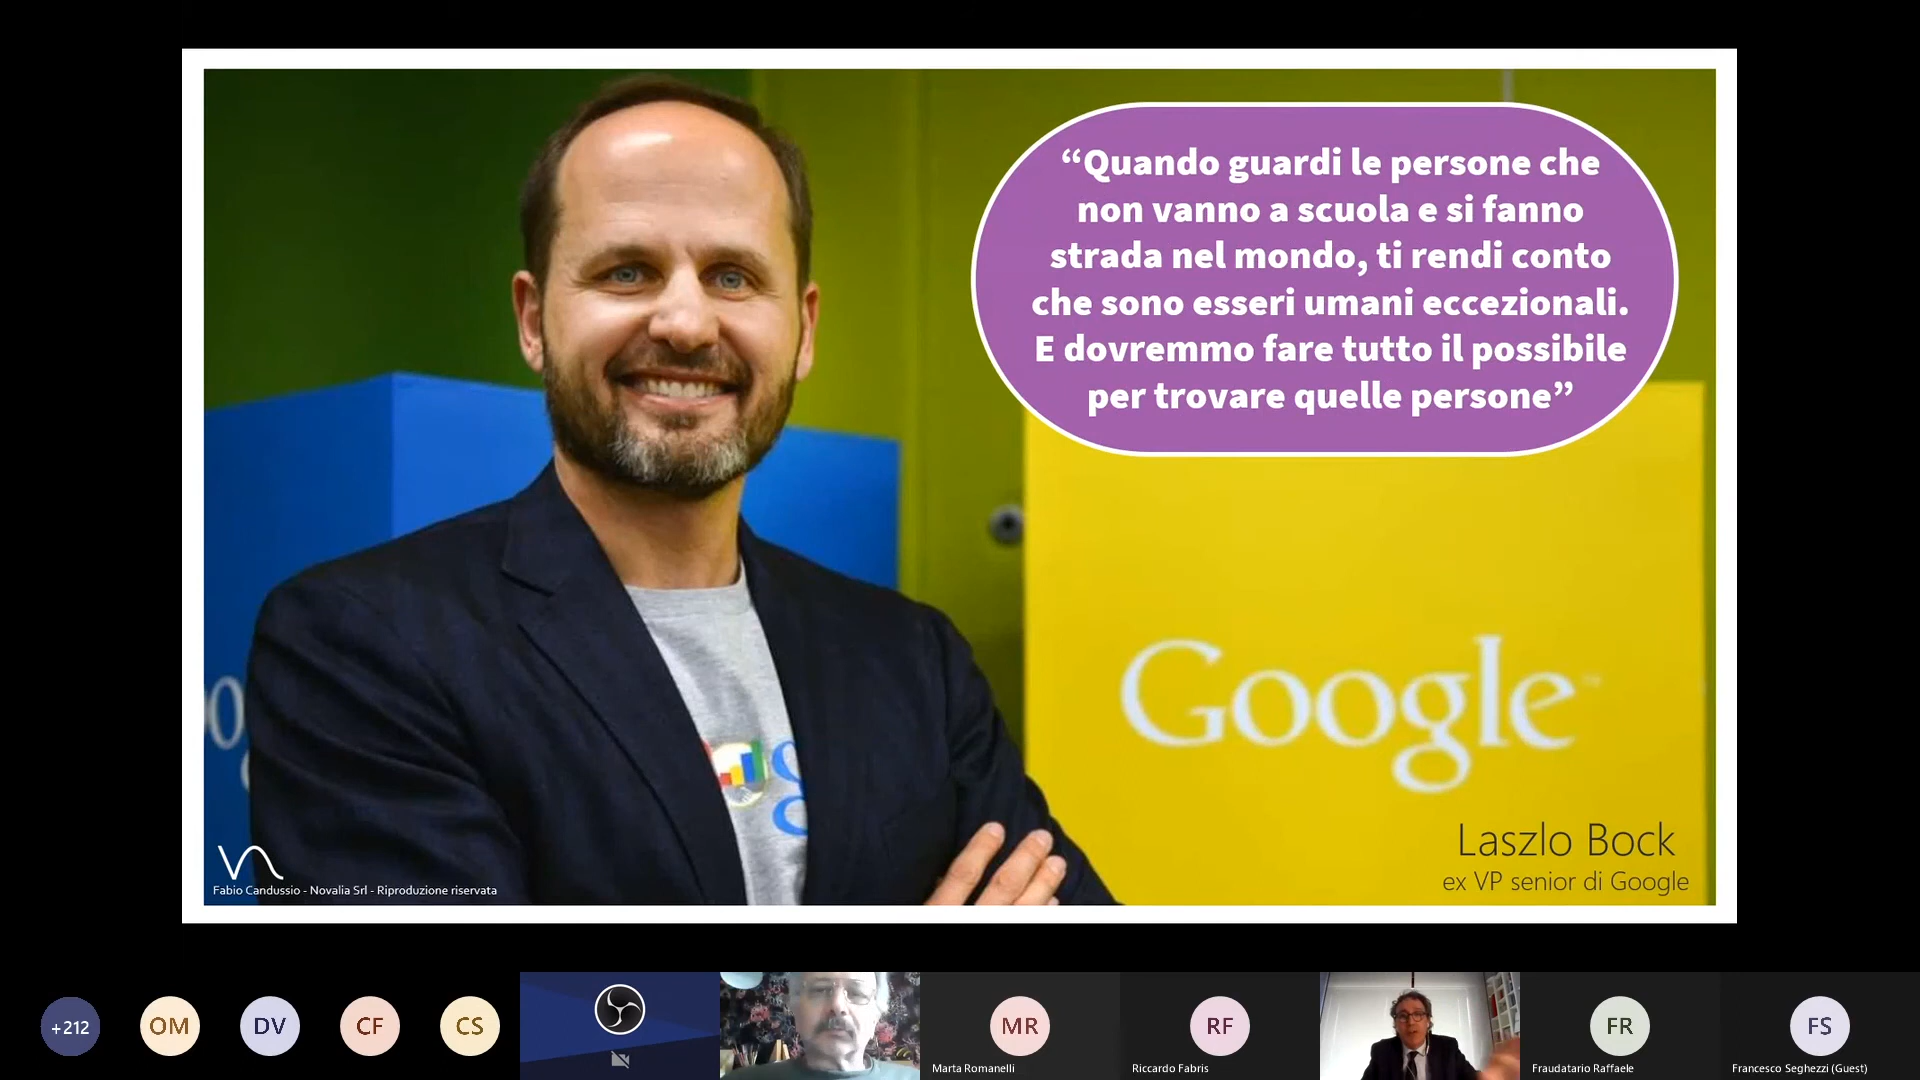 “Quando guardi le persone che
non vanno a scuola e si fanno
strada nel mondo, ti rendi conto
che sono esseri umani eccezionali.
E dovremmo fare tutto il possibile
per trovare quelle persone”
Google™
Laszlo Bock
ex VP senior di Google
Fabio Candussio - Novalia Srl - Riproduzione riservata
+212
OM
DV
CF
CS
MR
Marta Romanelli
RF
Riccardo Fabris
FR
Fraudatario Raffaele
FS
Francesco Seghezzi (Guest)